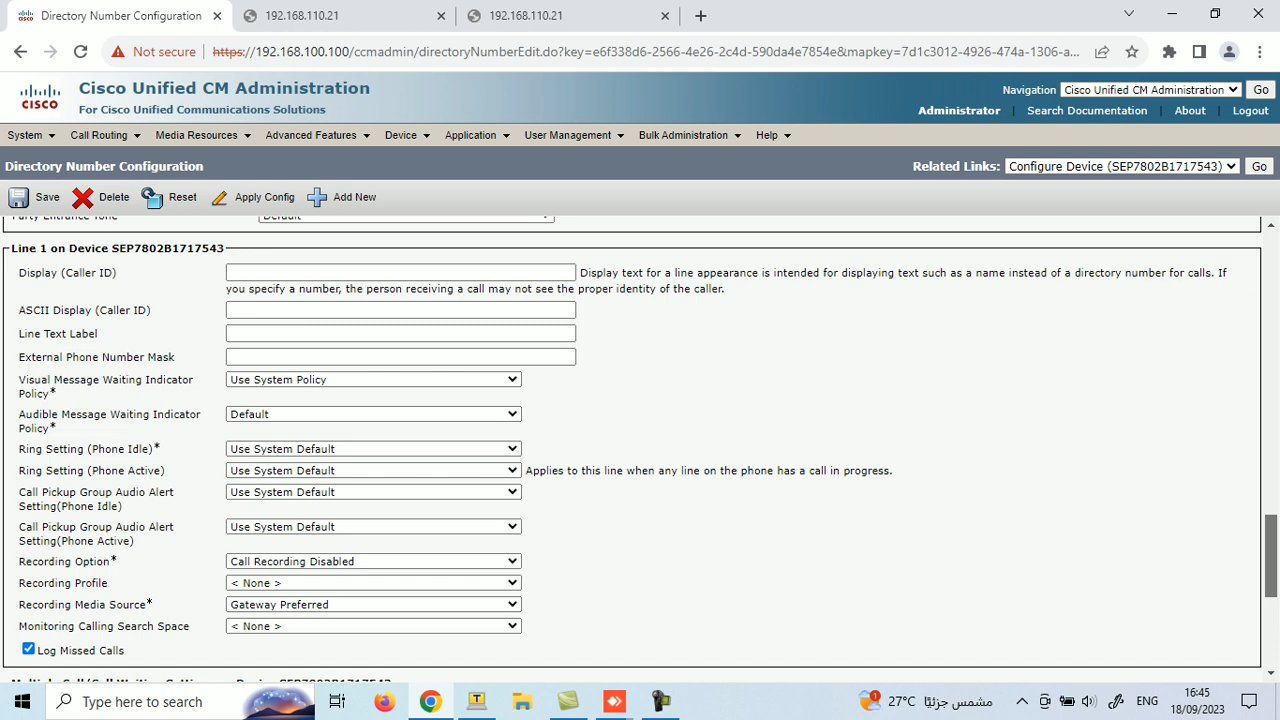 Directory Number Configuration
192.168.110.21
192.168.110.21
Not secure
https://192.168.100.100/ccmadmin/directoryNumberEdit.do?key=e6f338d6-2566-4e26-2c4d-590da4e7854e&mapkey=7d1c3012-4926-474a-1306-a...
CISCO
Cisco Unified CM Administration
For Cisco Unified Communications Solutions
Navigation Cisco Unified CM Administration Go
Administrator | Search Documentation | About | Logout
System Call Routing Media Resources Advanced Features Device Application User Management Bulk Administration Help
Directory Number Configuration
Related Links: Configure Device (SEP7802B1717543) Go
Save Delete Reset Apply Config Add New
Party Entrance Tone Default
Line 1 on Device SEP7802B1717543
Display (Caller ID) Display text for a line appearance is intended for displaying text such as a name instead of a directory number for calls. If
you specify a number, the person receiving a call may not see the proper identity of the caller.
ASCII Display (Caller ID)
Line Text Label
External Phone Number Mask
Visual Message Waiting Indicator Use System Policy
Policy*
Audible Message Waiting Indicator Default
Policy*
Ring Setting (Phone Idle)* Use System Default
Ring Setting (Phone Active) Use System Default Applies to this line when any line on the phone has a call in progress.
Call Pickup Group Audio Alert Use System Default
Setting(Phone Idle)
Call Pickup Group Audio Alert Use System Default
Setting(Phone Active)
Recording Option* Call Recording Disabled
Recording Profile < None >
Recording Media Source* Gateway Preferred
Monitoring Calling Search Space < None >
Log Missed Calls
Type here to search
1 27°C مشمس جزئيًا ENG 16:45
18/09/2023